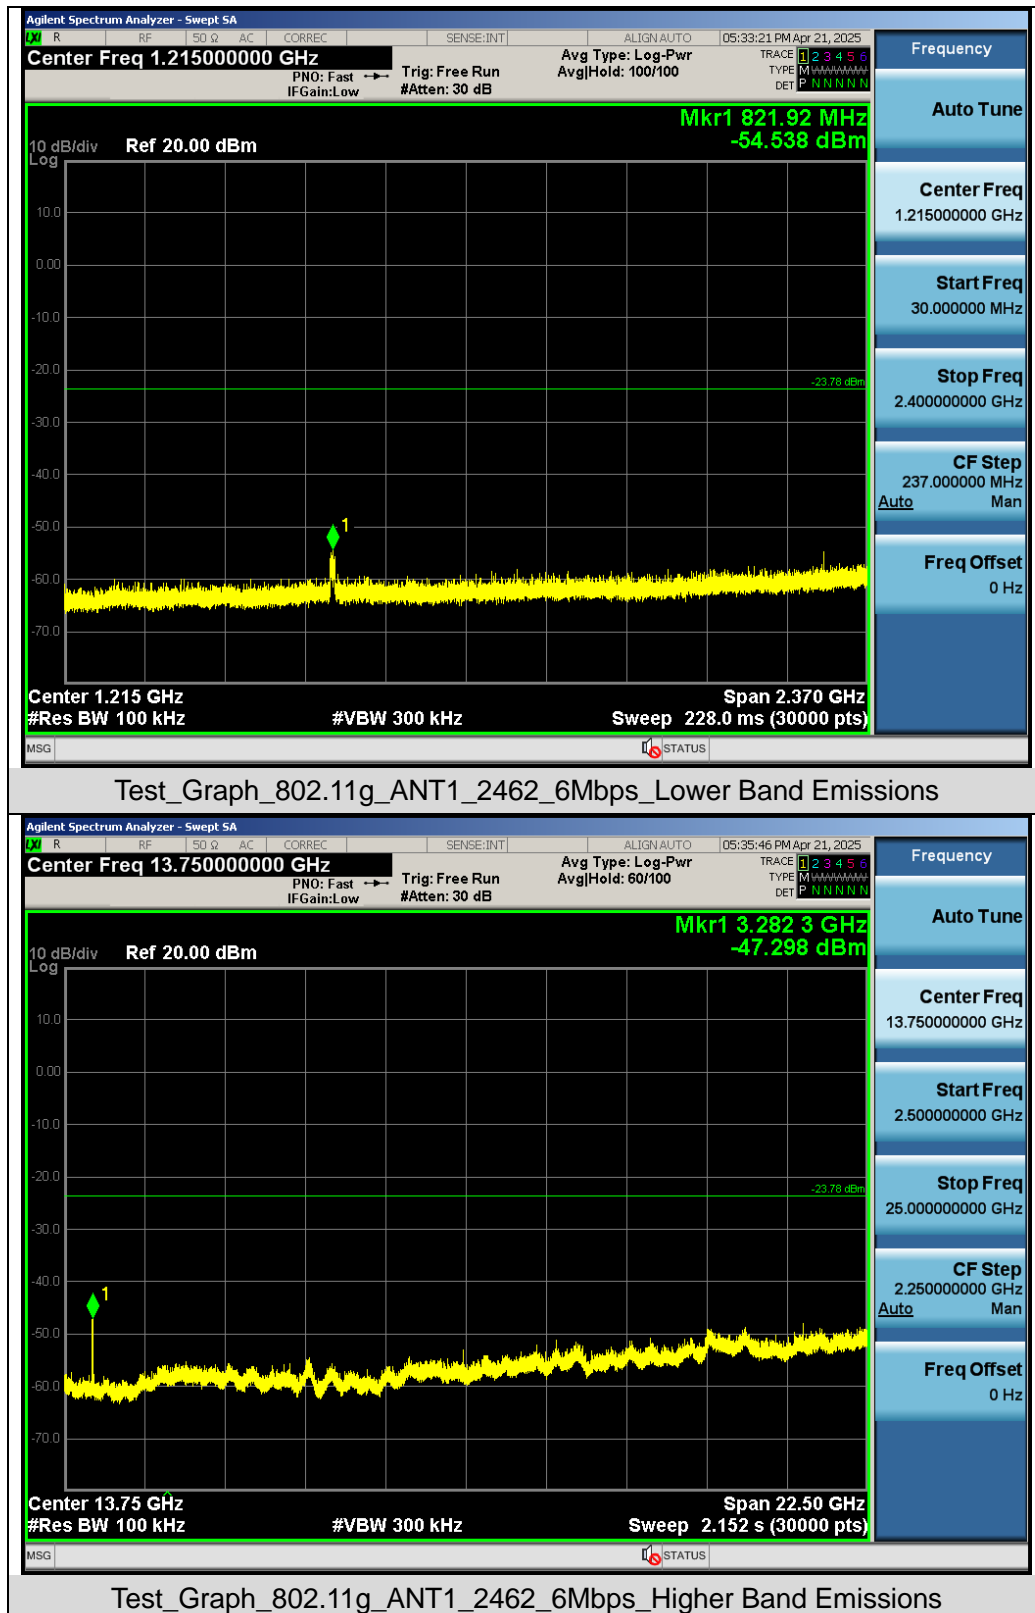 Agilent Spectrum Analyzer - Swept SA
LXI R RF 50 Ω AC CORREC SENSE:INT ALIGN AUTO 05:33:21 PM Apr 21, 2025
Center Freq 1.215000000 GHz
PNO: Fast
IFGain:Low
Trig: Free Run
#Atten: 30 dB
Avg Type: Log-Pwr
Avg|Hold: 100/100
TRACE 1 2 3 4 5 6
TYPE M
DET P N N N N N
Mkr1 821.92 MHz
-54.538 dBm
10 dB/div Ref 20.00 dBm
Log
10.0
0.00
-10.0
-20.0
-23.78 dBm
-30.0
-40.0
-50.0
1
-60.0
-70.0
Center 1.215 GHz Span 2.370 GHz
#Res BW 100 kHz #VBW 300 kHz Sweep 228.0 ms (30000 pts)
MSG STATUS
Frequency
Auto Tune
Center Freq
1.215000000 GHz
Start Freq
30.000000 MHz
Stop Freq
2.400000000 GHz
CF Step
237.000000 MHz
Auto Man
Freq Offset
0 Hz
Test_Graph_802.11g_ANT1_2462_6Mbps_Lower Band Emissions
Agilent Spectrum Analyzer - Swept SA
LXI R RF 50 Ω AC CORREC SENSE:INT ALIGN AUTO 05:35:46 PM Apr 21, 2025
Center Freq 13.750000000 GHz
PNO: Fast
IFGain:Low
Trig: Free Run
#Atten: 30 dB
Avg Type: Log-Pwr
Avg|Hold: 60/100
TRACE 1 2 3 4 5 6
TYPE M
DET P N N N N N
Mkr1 3.282 3 GHz
-47.298 dBm
10 dB/div Ref 20.00 dBm
Log
10.0
0.00
-10.0
-20.0
-23.78 dBm
-30.0
-40.0
1
-50.0
-60.0
-70.0
Center 13.75 GHz Span 22.50 GHz
#Res BW 100 kHz #VBW 300 kHz Sweep 2.152 s (30000 pts)
MSG STATUS
Frequency
Auto Tune
Center Freq
13.750000000 GHz
Start Freq
2.500000000 GHz
Stop Freq
25.000000000 GHz
CF Step
2.250000000 GHz
Auto Man
Freq Offset
0 Hz
Test_Graph_802.11g_ANT1_2462_6Mbps_Higher Band Emissions